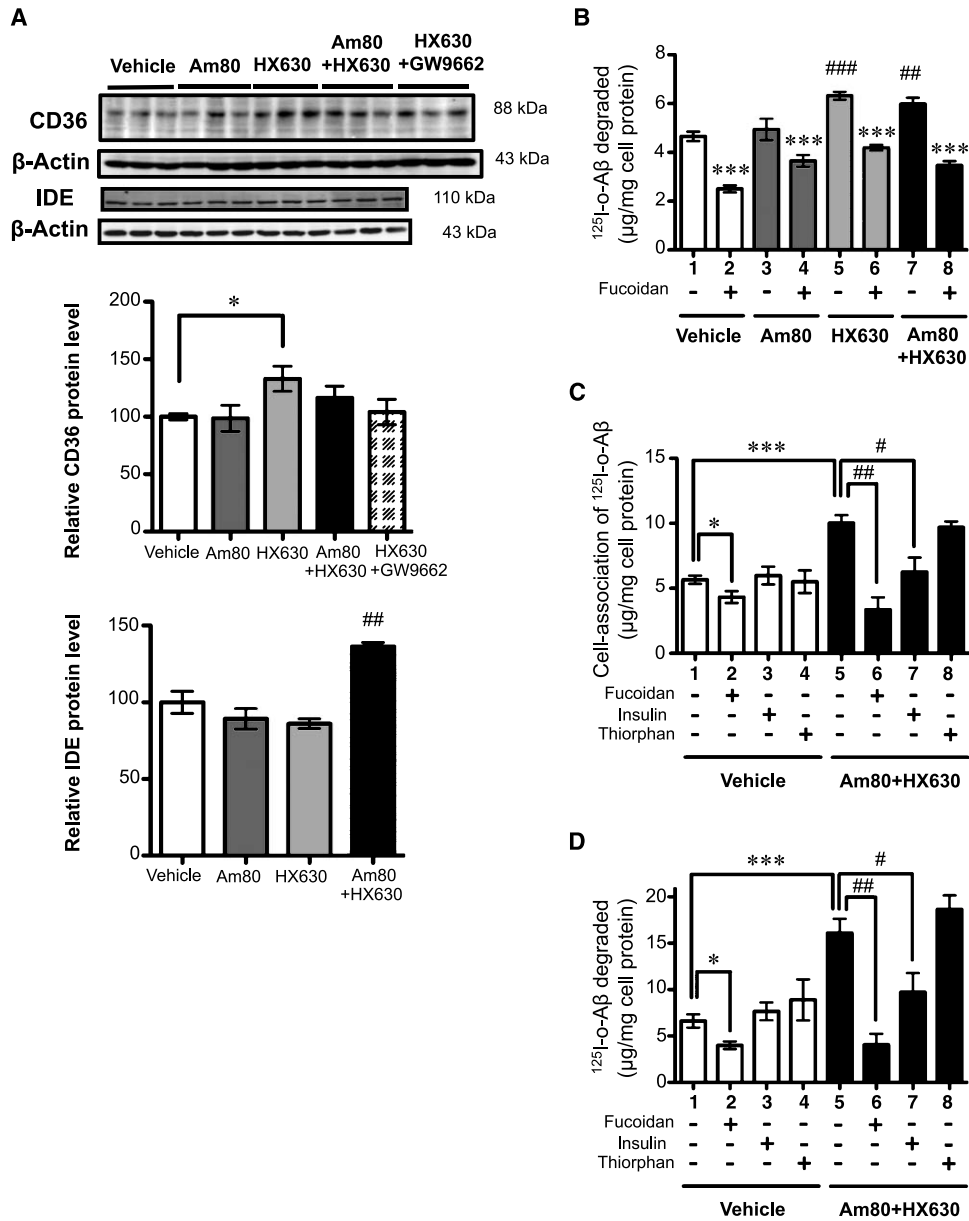 A
Vehicle Am80 HX630 Am80 +HX630 HX630 +GW9662
CD36 88 kDa
β-Actin 43 kDa
IDE 110 kDa
β-Actin 43 kDa
Relative CD36 protein level
200
150
100
50
0
*
Vehicle Am80 HX630 Am80 +HX630 HX630 +GW9662
Relative IDE protein level
150
100
50
0
##
Vehicle Am80 HX630 Am80 +HX630
B
¹²⁵I-o-Aβ degraded
(µg/mg cell protein)
8
6
4
2
0
*** *** ### *** ## ***
1 2 3 4 5 6 7 8
Fucoidan - + - + - + - +
Vehicle Am80 HX630 Am80 +HX630
C
Cell-association of ¹²⁵I-o-Aβ
(µg/mg cell protein)
15
10
5
0
*** #
##
*
1 2 3 4 5 6 7 8
Fucoidan - + - - - + - -
Insulin - - + - - - + -
Thiorphan - - - + - - - +
Vehicle Am80+HX630
D
¹²⁵I-o-Aβ degraded
(µg/mg cell protein)
20
15
10
5
0
*** #
##
*
1 2 3 4 5 6 7 8
Fucoidan - + - - - + - -
Insulin - - + - - - + -
Thiorphan - - - + - - - +
Vehicle Am80+HX630